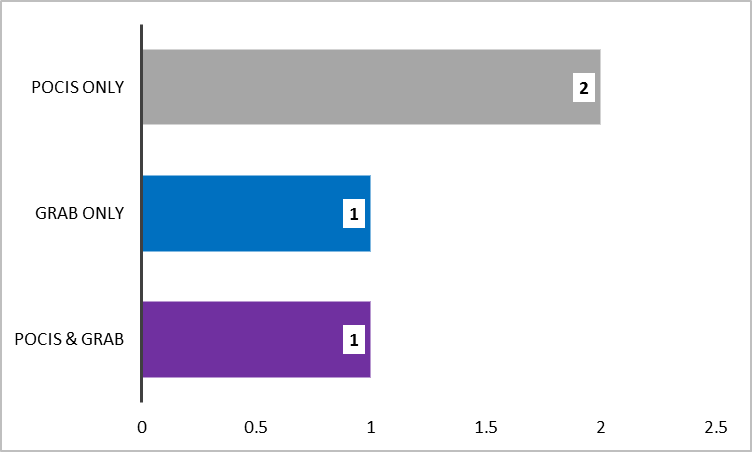 POCIS ONLY
2
GRAB ONLY
1
POCIS & GRAB
1
0 0.5 1 1.5 2 2.5